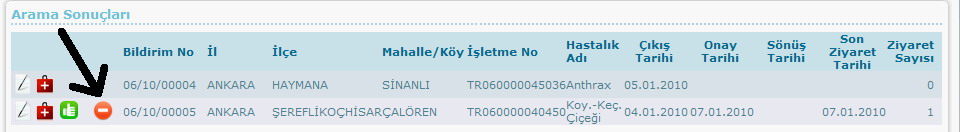 Arama Sonuçları
Bildirim No İl İlçe Mahalle/Köy İşletme No Hastalık Adı Çıkış Tarihi Onay Tarihi Sönüş Tarihi Son Ziyaret Tarihi Ziyaret Sayısı
06/10/00004 ANKARA HAYMANA SİNANLI TR060000045036 Anthrax 05.01.2010 0
06/10/00005 ANKARA ŞEREFLİKOÇHİSAR ÇALÖREN TR060000040450 Koy.-Keç. Çiçeği 04.01.2010 07.01.2010 07.01.2010 1